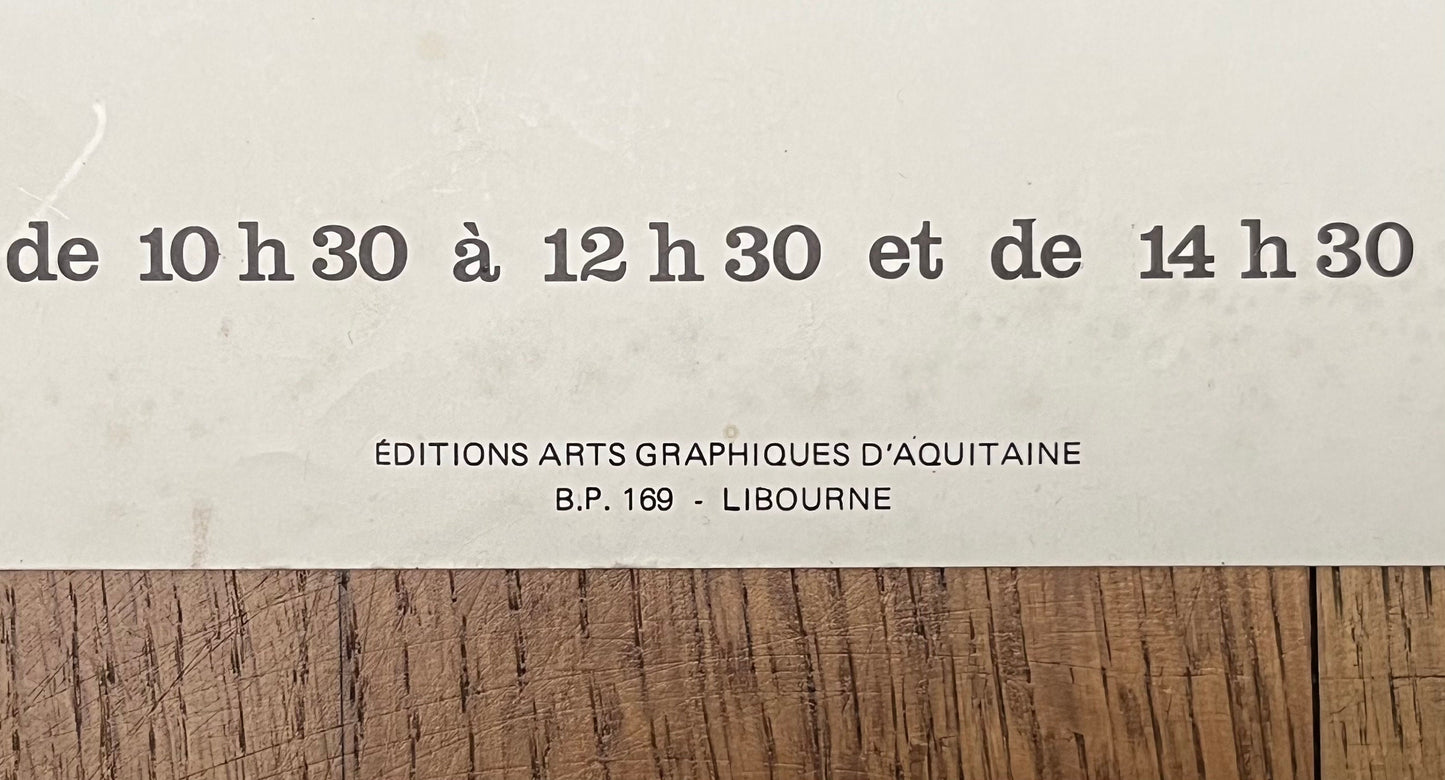 de 10 h 30 à 12 h 30 et de 14 h 30
ÉDITIONS ARTS GRAPHIQUES D'AQUITAINE
B.P. 169 - LIBOURNE